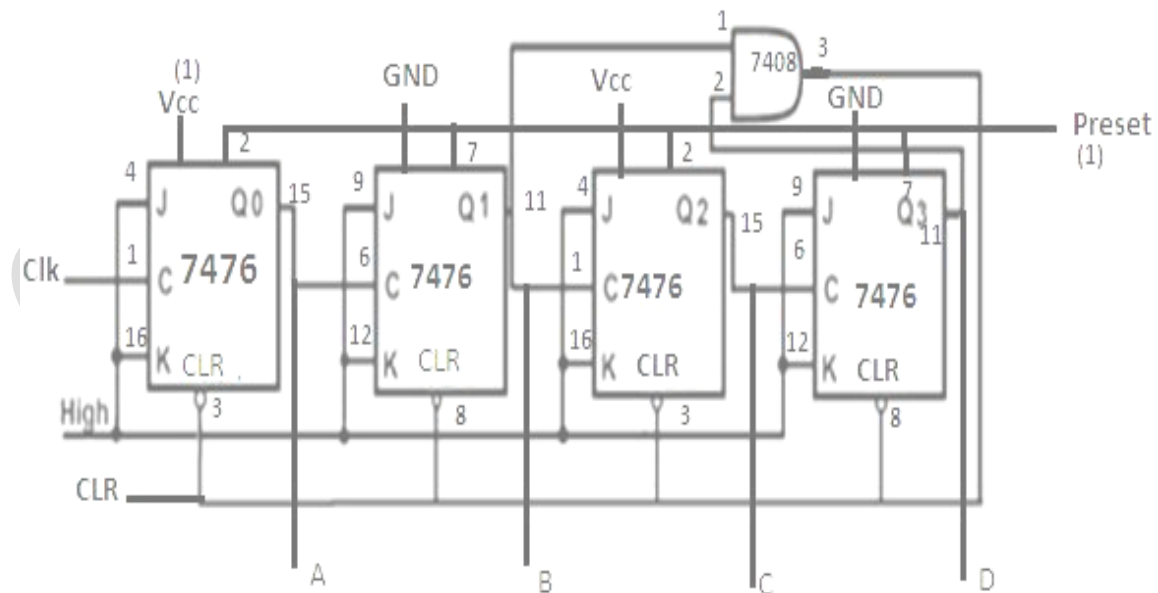 1
7408
3
2
(1)
Vcc
GND
Vcc
GND
Preset
(1)
2
7
2
7
4
J
Q0
15
9
J
Q1
11
4
J
Q2
15
9
J
Q3
11
Clk
1
C
7476
6
C
7476
1
C
7476
6
C
7476
16
K
CLR
12
K
CLR
16
K
CLR
12
K
CLR
High
3
8
3
8
CLR
A
B
C
D